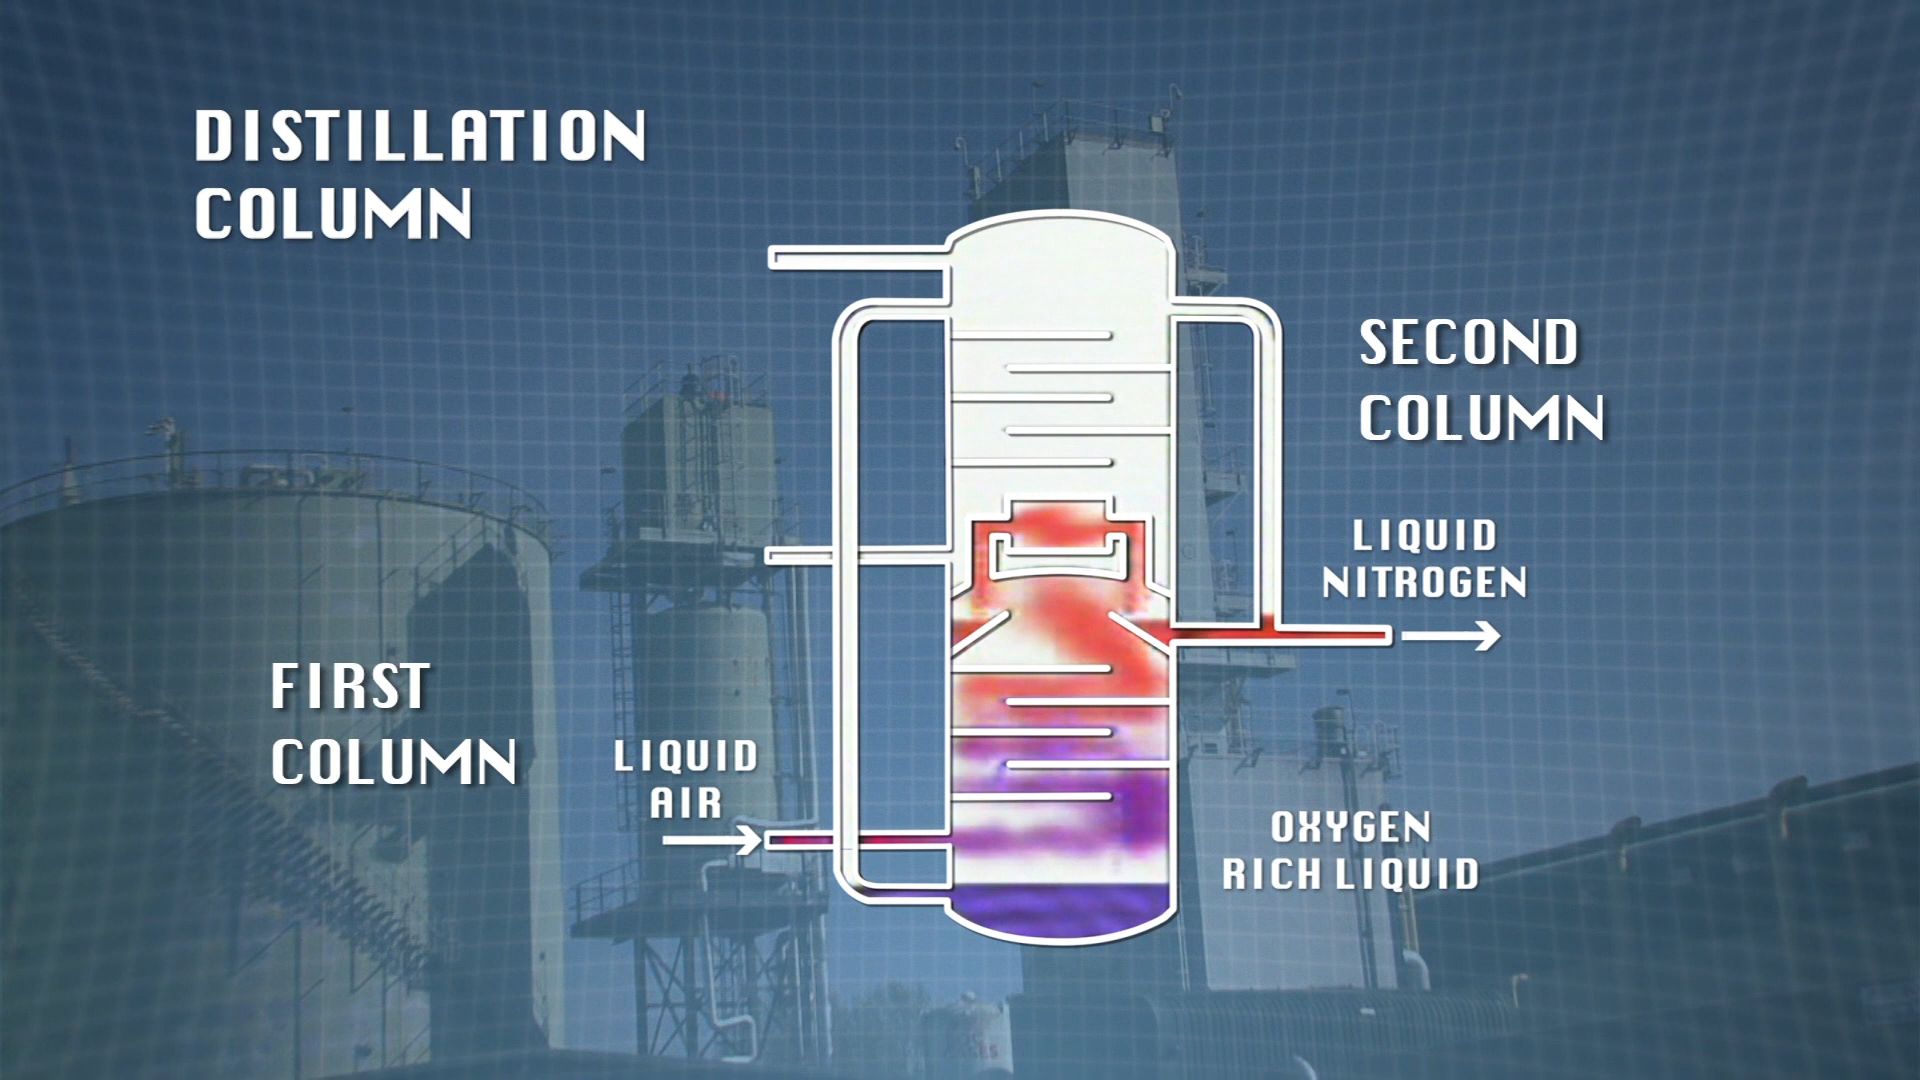 DISTILLATION
COLUMN
SECOND
COLUMN
LIQUID
NITROGEN
FIRST
COLUMN
LIQUID
AIR
OXYGEN
RICH LIQUID